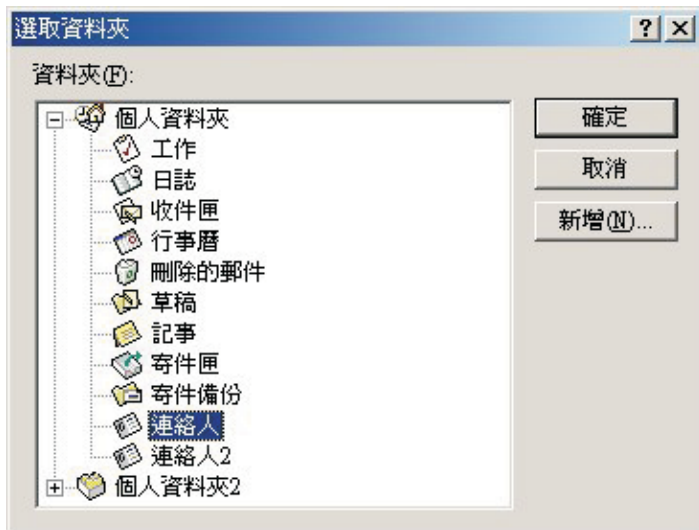 選取資料夾
資料夾(F):
個人資料夾
工作
日誌
收件匣
行事曆
刪除的郵件
草稿
記事
寄件匣
寄件備份
連絡人
連絡人2
個人資料夾2
確定
取消
新增(N)...